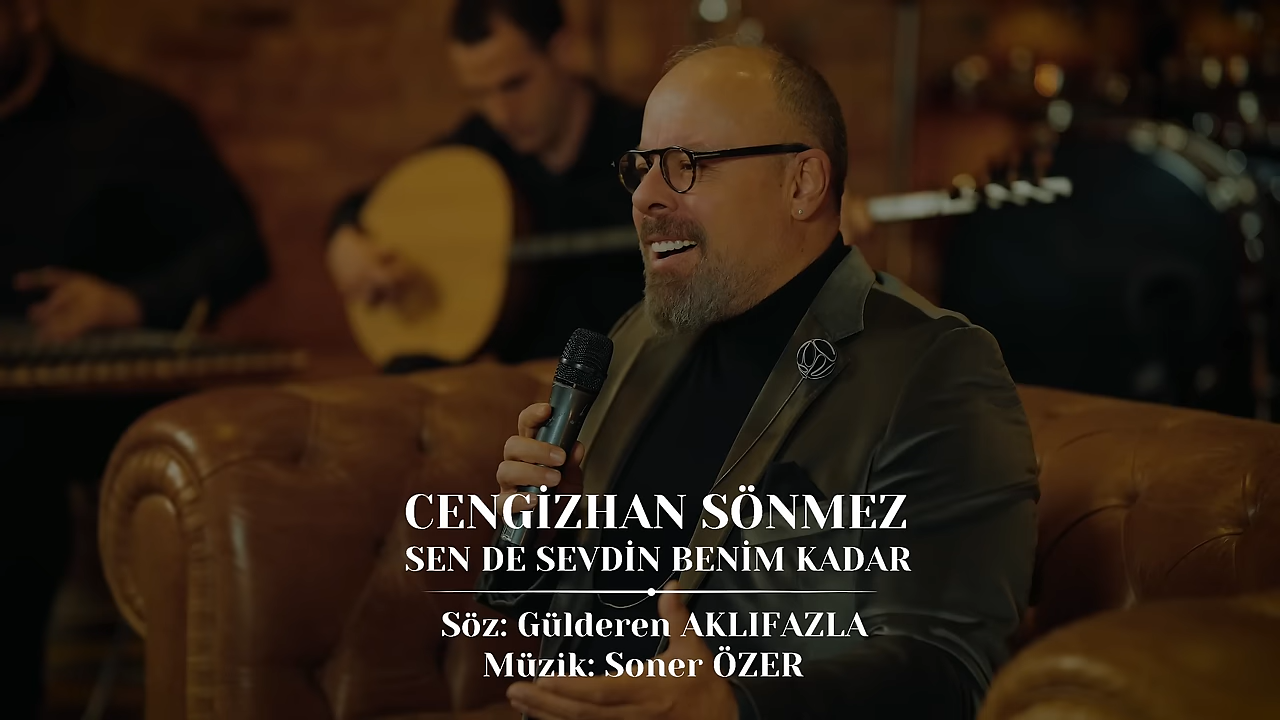 CENGİZHAN SÖNMEZ
SEN DE SEVDİN BENİM KADAR
Söz: Gülderen AKLIFAZLA
Müzik: Soner ÖZER